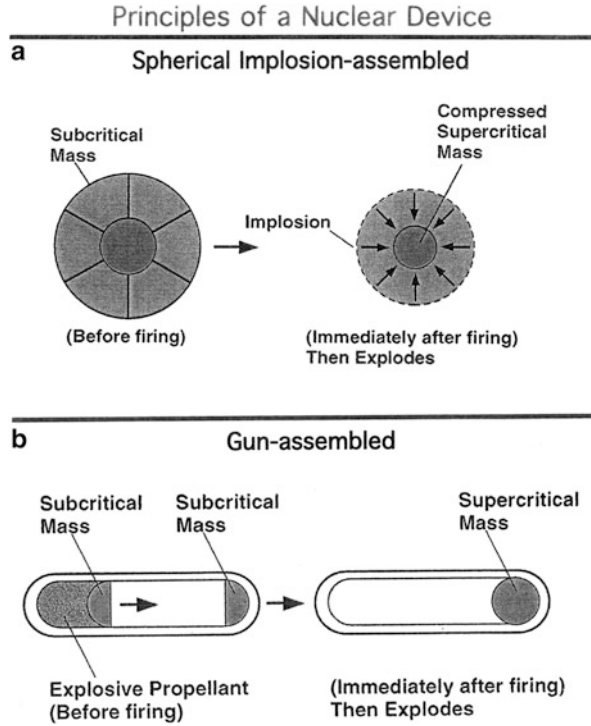 Principles of a Nuclear Device
a
Spherical Implosion-assembled
Subcritical
Mass
Compressed
Supercritical
Mass
Implosion
(Before firing)
(Immediately after firing)
Then Explodes
b
Gun-assembled
Subcritical
Mass
Subcritical
Mass
Supercritical
Mass
Explosive Propellant
(Before firing)
(Immediately after firing)
Then Explodes